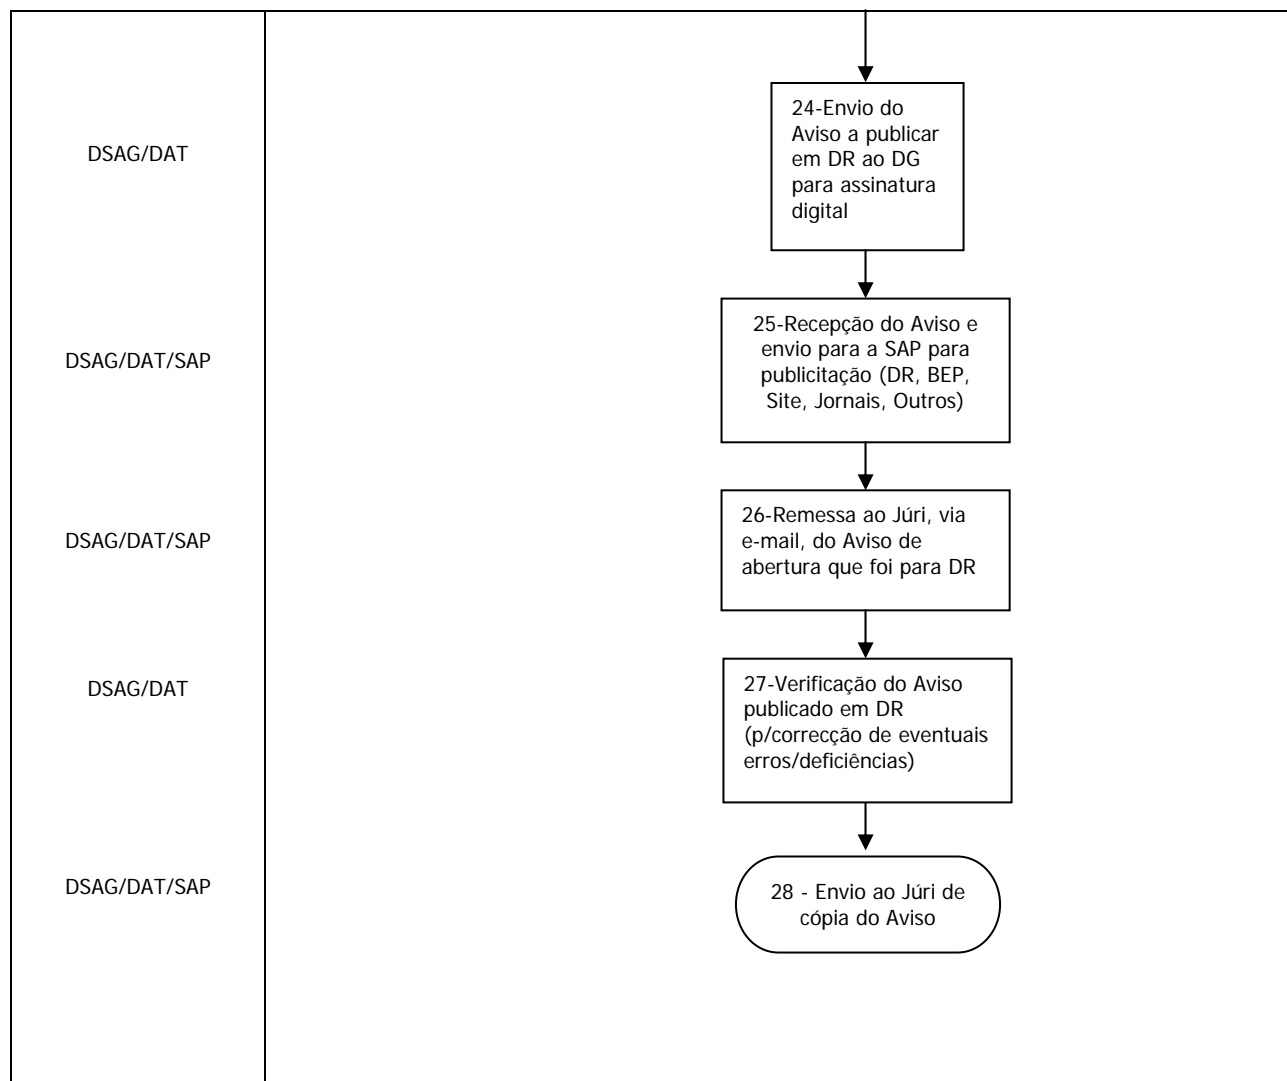 DSAG/DAT
24-Envio do
Aviso a publicar
em DR ao DG
para assinatura
digital
DSAG/DAT/SAP
25-Recepção do Aviso e
envio para a SAP para
publicitação (DR, BEP,
Site, Jornais, Outros)
DSAG/DAT/SAP
26-Remessa ao Júri, via
e-mail, do Aviso de
abertura que foi para DR
DSAG/DAT
27-Verificação do Aviso
publicado em DR
(p/correcção de eventuais
erros/deficiências)
DSAG/DAT/SAP
28 - Envio ao Júri de
cópia do Aviso